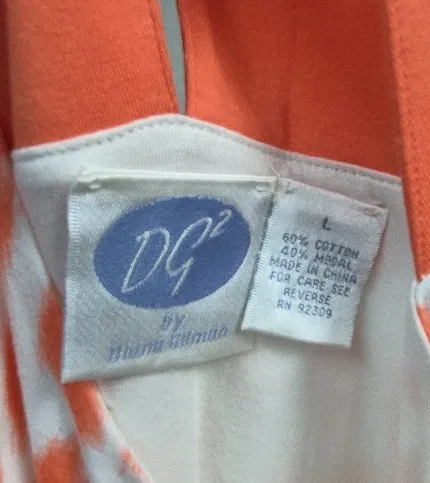 DG²
by
Diane Gilman
L
60% COTTON
40% MODAL
MADE IN CHINA
FOR CARE SEE
REVERSE
RN 92309